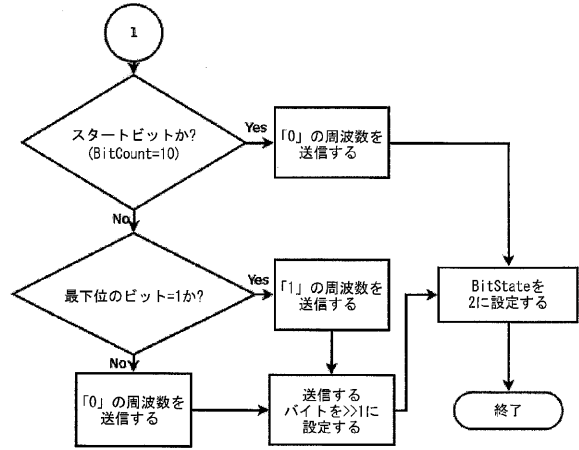 1
スタートビットか?
(BitCount=10)
Yes
「0」の周波数を
送信する
No
最下位のビット=1か?
Yes
「1」の周波数を
送信する
BitStateを
2に設定する
No
「0」の周波数を
送信する
送信する
バイトを>>1に
設定する
終了